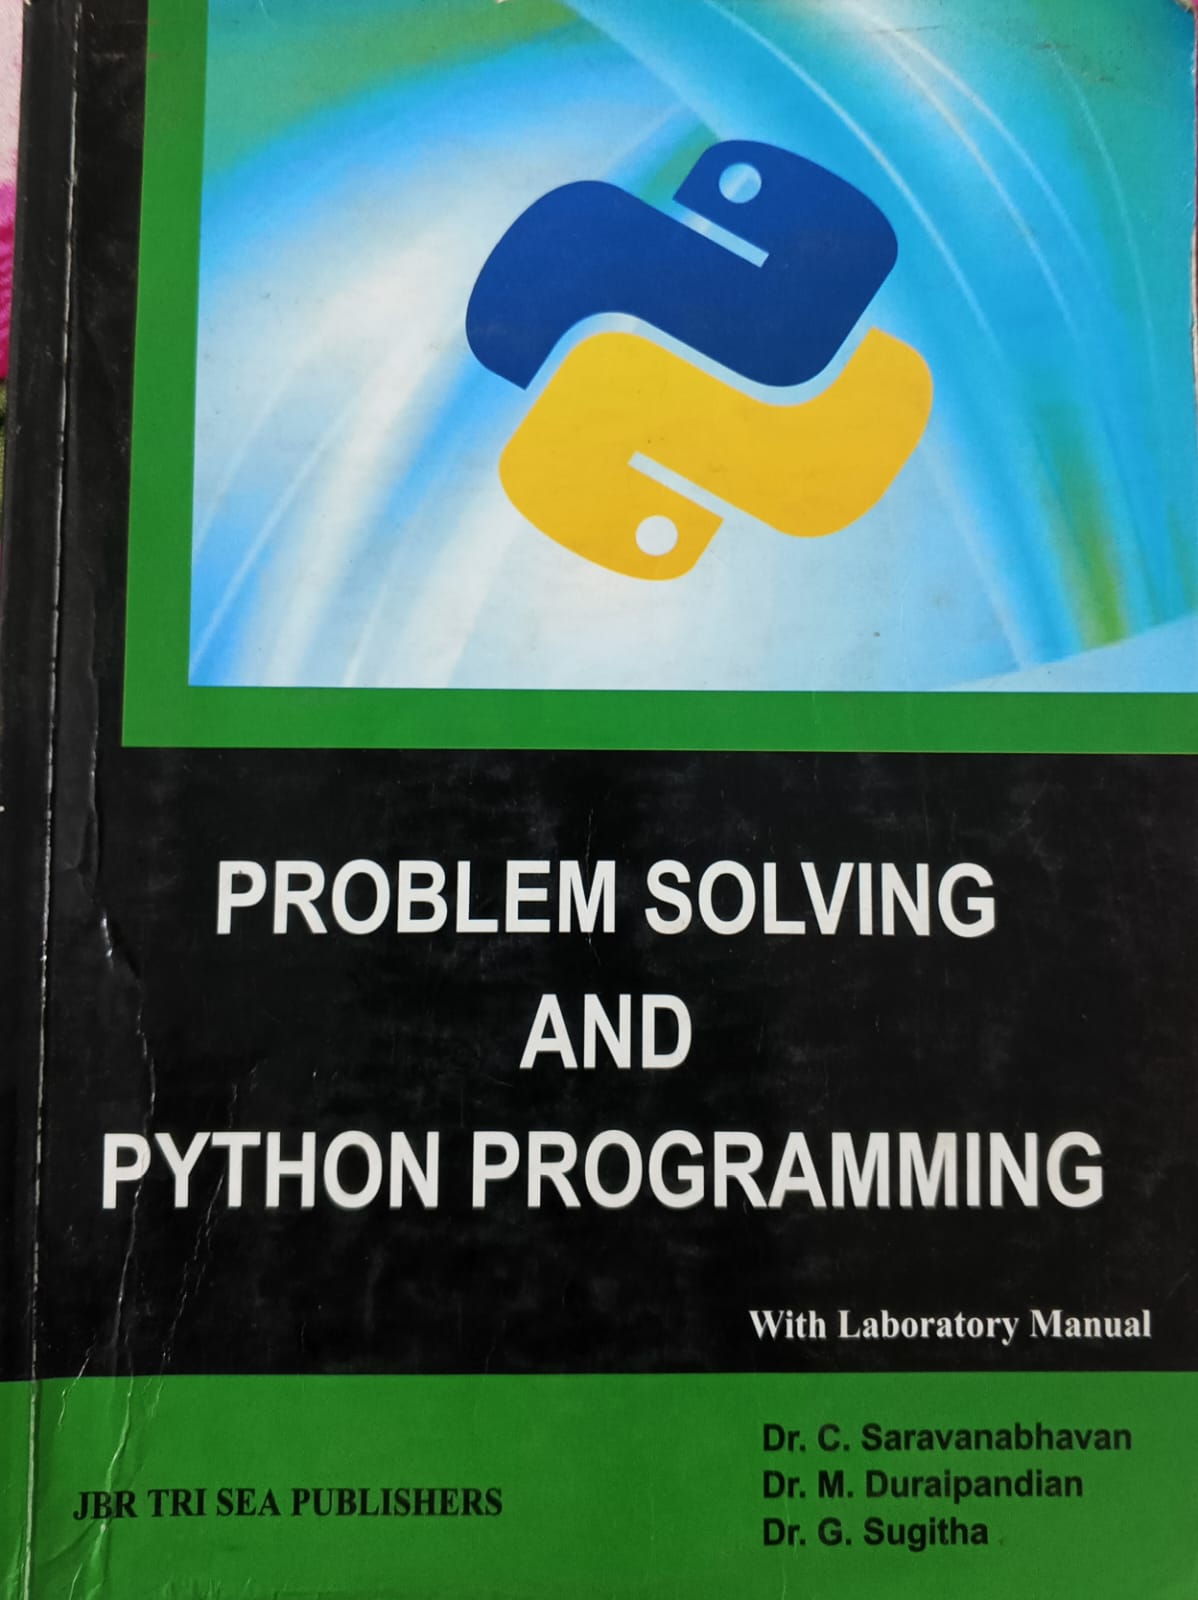 PROBLEM SOLVING
AND
PYTHON PROGRAMMING
With Laboratory Manual
Dr. C. Saravanabhavan
Dr. M. Duraipandian
Dr. G. Sugitha
JBR TRI SEA PUBLISHERS